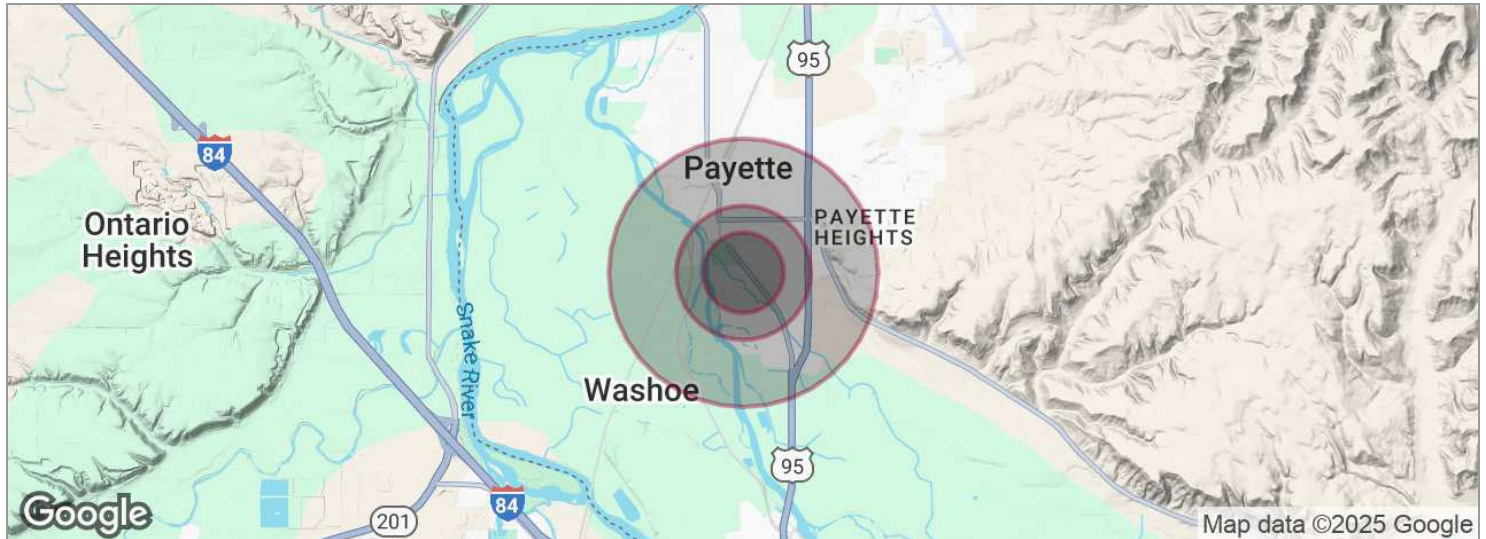 95
84
Payette
Ontario
Heights
PAYETTE
HEIGHTS
Snake River
Washoe
95
84
201
Google
Map data ©2025 Google